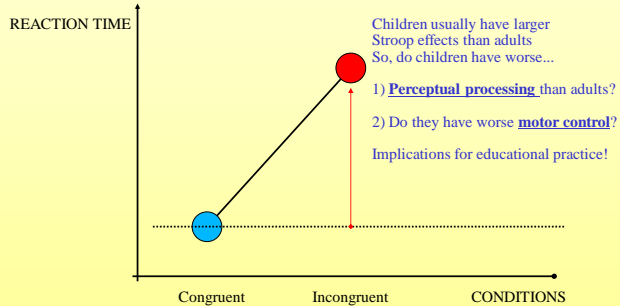 REACTION TIME
Children usually have larger
Stroop effects than adults
So, do children have worse...
1) Perceptual processing than adults?
2) Do they have worse motor control?
Implications for educational practice!
Congruent
Incongruent
CONDITIONS